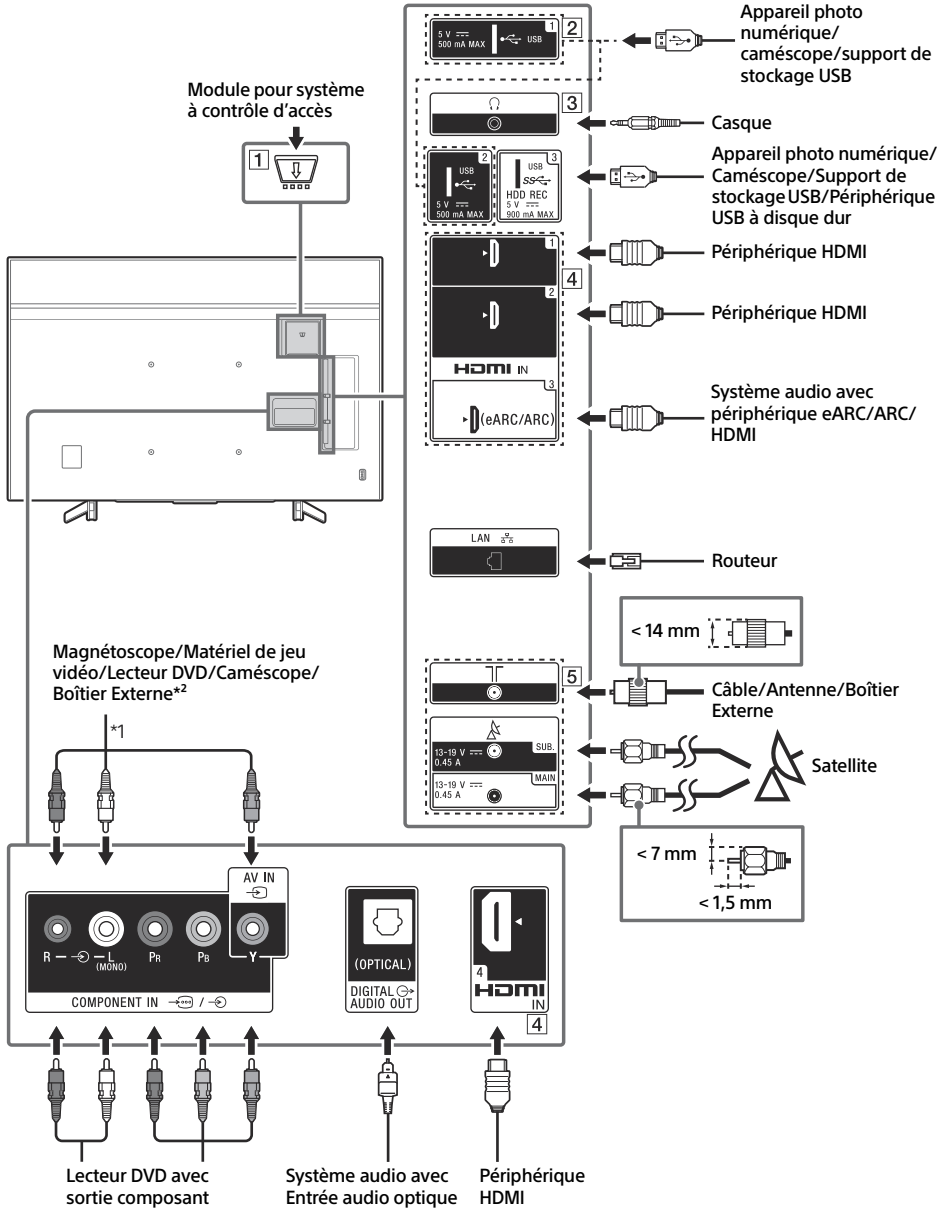 Appareil photo
numérique/
caméscope/support de
stockage USB
5 V
500 mA MAX
USB
1
2
Module pour système
à contrôle d'accès
1
3
Casque
2
USB
5 V
500 mA MAX
3
USB
SS
HDD REC
5 V
900 mA MAX
Appareil photo numérique/
Caméscope/Support de
stockage USB/Périphérique
USB à disque dur
1
Périphérique HDMI
4
2
Périphérique HDMI
HDMI IN
3
(eARC/ARC)
Système audio avec
périphérique eARC/ARC/
HDMI
LAN
Routeur
< 14 mm
5
Câble/Antenne/Boîtier
Externe
13-19 V
0.45 A
SUB.
13-19 V
0.45 A
MAIN
Satellite
< 7 mm
< 1,5 mm
Magnétoscope/Matériel de jeu
vidéo/Lecteur DVD/Caméscope/
Boîtier Externe*2
*1
AV IN
R
L
(MONO)
PR
PB
Y
COMPONENT IN /
(OPTICAL)
DIGITAL
AUDIO OUT
4
HDMI
IN
4
Lecteur DVD avec
sortie composant
Système audio avec
Entrée audio optique
Périphérique
HDMI